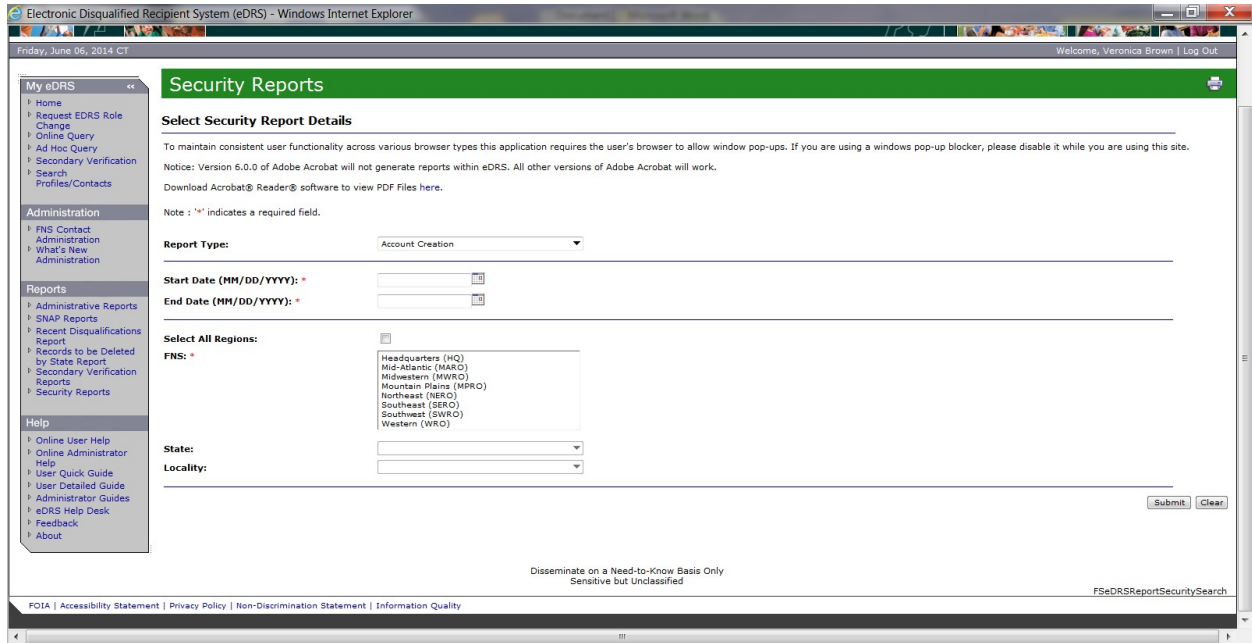 Electronic Disqualified Recipient System (eDRS) - Windows Internet Explorer
Friday, June 06, 2014 CT
Welcome, Veronica Brown | Log Out
My eDRS «
Home
Request EDRS Role
Change
Online Query
Ad Hoc Query
Secondary Verification
Search
Profiles/Contacts
Administration
FNS Contact
Administration
What's New
Administration
Reports
Administrative Reports
SNAP Reports
Recent Disqualifications
Report
Records to be Deleted
by State Report
Secondary Verification
Reports
Security Reports
Help
Online User Help
Online Administrator
Help
User Quick Guide
User Detailed Guide
Administrator Guides
eDRS Help Desk
Feedback
About
Security Reports
Select Security Report Details
To maintain consistent user functionality across various browser types this application requires the user's browser to allow window pop-ups. If you are using a windows pop-up blocker, please disable it while you are using this site.
Notice: Version 6.0.0 of Adobe Acrobat will not generate reports within eDRS. All other versions of Adobe Acrobat will work.
Download Acrobat® Reader® software to view PDF Files here.
Note : '*' indicates a required field.
Report Type: Account Creation
Start Date (MM/DD/YYYY): *
End Date (MM/DD/YYYY): *
Select All Regions:
FNS: *
Headquarters (HQ)
Mid-Atlantic (MARO)
Midwestern (MWRO)
Mountain Plains (MPRO)
Northeast (NERO)
Southeast (SERO)
Southwest (SWRO)
Western (WRO)
State:
Locality:
Submit Clear
Disseminate on a Need-to-Know Basis Only
Sensitive but Unclassified
FSeDRSReportSecuritySearch
FOIA | Accessibility Statement | Privacy Policy | Non-Discrimination Statement | Information Quality